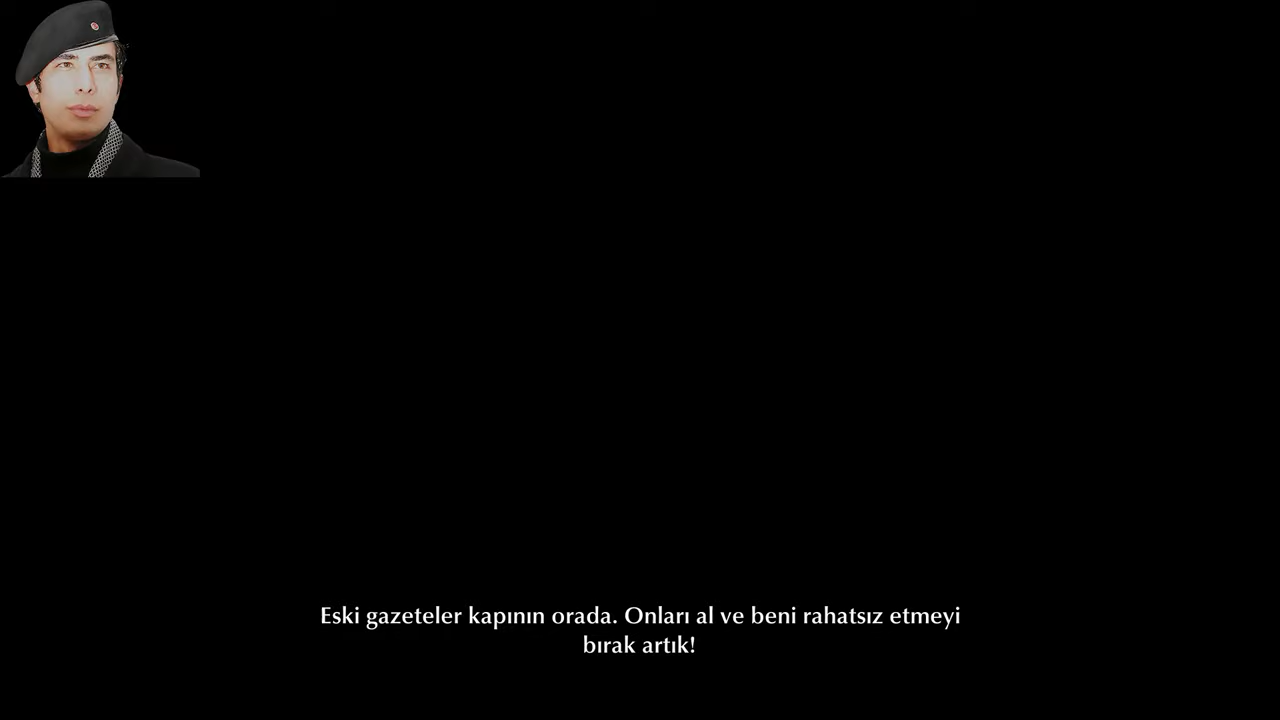 Eski gazeteler kapının orada. Onları al ve beni rahatsız etmeyi
bırak artık!